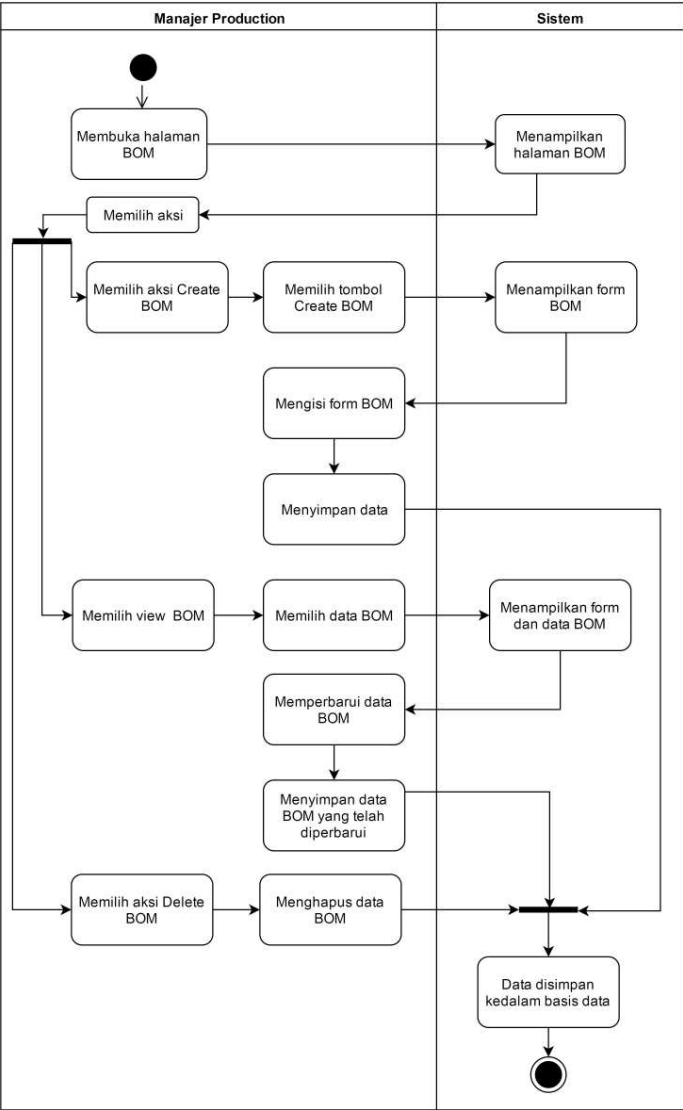 Manajer Production
Sistem
Membuka halaman
BOM
Menampilkan
halaman BOM
Memilih aksi
Memilih aksi Create
BOM
Memilih tombol
Create BOM
Menampilkan form
BOM
Mengisi form BOM
Menyimpan data
Memilih view BOM
Memilih data BOM
Menampilkan form
dan data BOM
Memperbarui data
BOM
Menyimpan data
BOM yang telah
diperbarui
Memilih aksi Delete
BOM
Menghapus data
BOM
Data disimpan
kedalam basis data